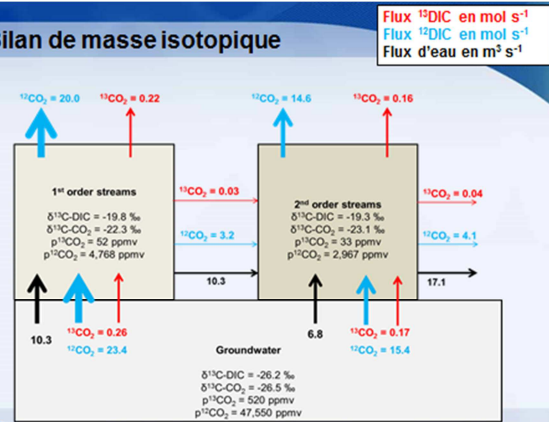 ilan de masse isotopique
Flux ¹³DIC en mol s⁻¹
Flux ¹²DIC en mol s⁻¹
Flux d'eau en m³ s⁻¹
¹²CO₂ = 20.0
¹³CO₂ = 0.22
¹²CO₂ = 14.6
¹³CO₂ = 0.16
1ˢᵗ order streams
δ¹³C-DIC = -19.8 ‰
δ¹³C-CO₂ = -22.3 ‰
p¹³CO₂ = 52 ppmv
p¹²CO₂ = 4,768 ppmv
¹³CO₂ = 0.03
¹²CO₂ = 3.2
10.3
2ⁿᵈ order streams
δ¹³C-DIC = -19.3 ‰
δ¹³C-CO₂ = -23.1 ‰
p¹³CO₂ = 33 ppmv
p¹²CO₂ = 2,967 ppmv
¹³CO₂ = 0.04
¹²CO₂ = 4.1
17.1
10.3
¹³CO₂ = 0.26
¹²CO₂ = 23.4
6.8
¹³CO₂ = 0.17
¹²CO₂ = 15.4
Groundwater
δ¹³C-DIC = -26.2 ‰
δ¹³C-CO₂ = -26.5 ‰
p¹³CO₂ = 520 ppmv
p¹²CO₂ = 47,550 ppmv